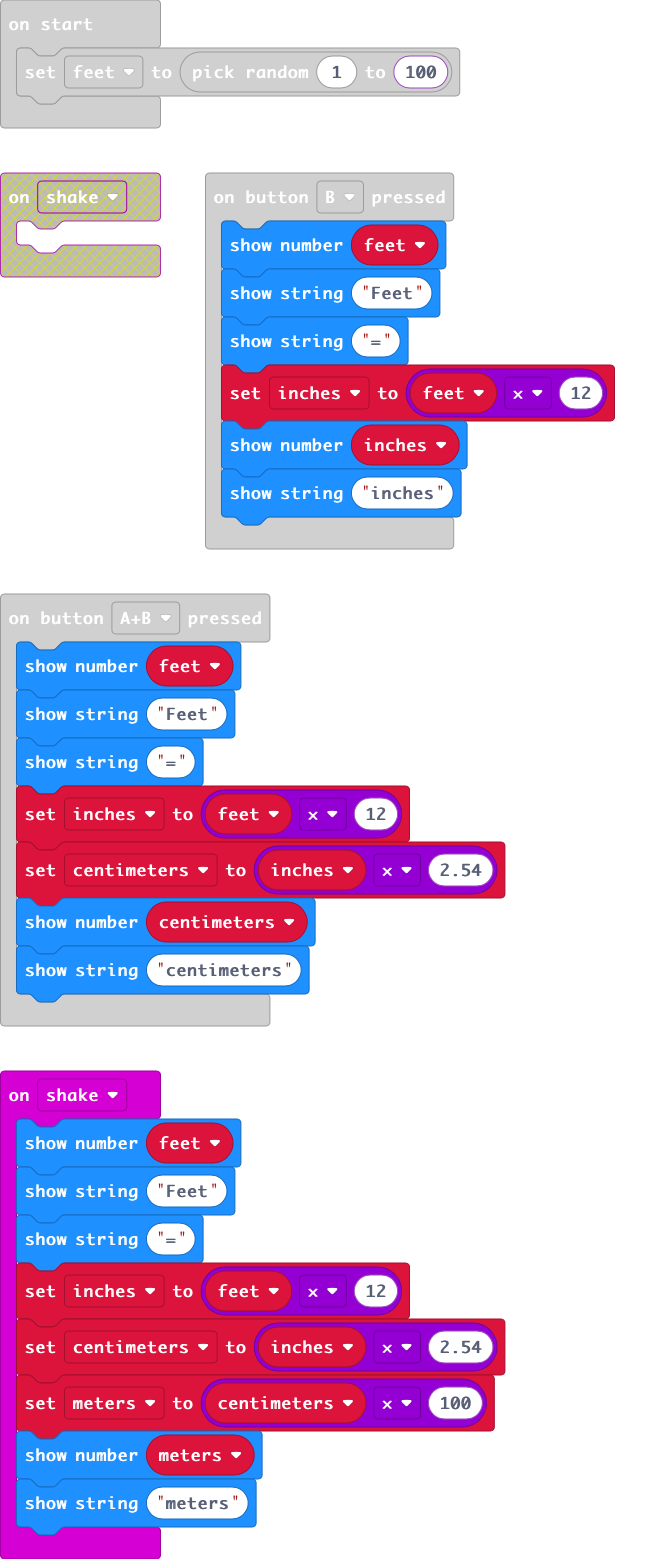 on start
set feet to pick random 1 to 100
on shake
on button B pressed
show number feet
show string "Feet"
show string "="
set inches to feet × 12
show number inches
show string "inches"
on button A+B pressed
show number feet
show string "Feet"
show string "="
set inches to feet × 12
set centimeters to inches × 2.54
show number centimeters
show string "centimeters"
on shake
show number feet
show string "Feet"
show string "="
set inches to feet × 12
set centimeters to inches × 2.54
set meters to centimeters × 100
show number meters
show string "meters"